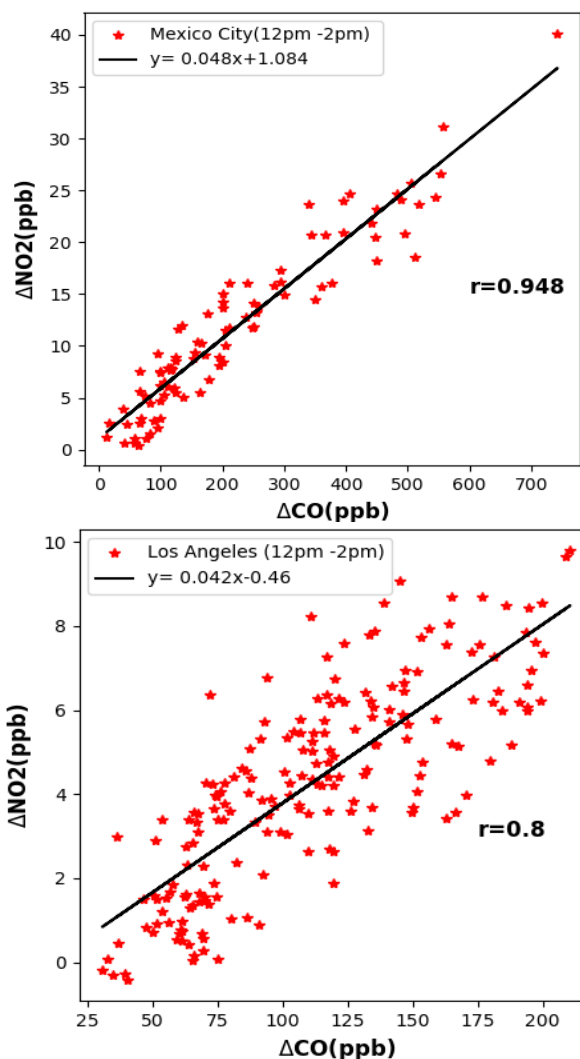 Mexico City(12pm -2pm)
y= 0.048x+1.084
40
35
30
25
20
15
10
5
0
ΔNO2(ppb)
r=0.948
0 100 200 300 400 500 600 700
ΔCO(ppb)
Los Angeles (12pm -2pm)
y= 0.042x-0.46
10
8
6
4
2
0
ΔNO2(ppb)
r=0.8
25 50 75 100 125 150 175 200
ΔCO(ppb)